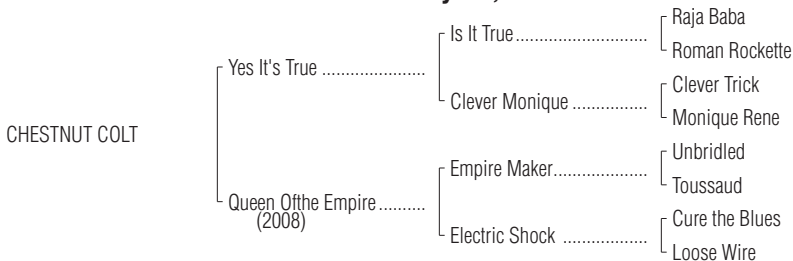 Raja Baba
Is It True
Roman Rockette
Yes It's True
Clever Trick
Clever Monique
Monique Rene
CHESTNUT COLT
Unbridled
Empire Maker
Toussaud
Queen Ofthe Empire
(2008)
Cure the Blues
Electric Shock
Loose Wire